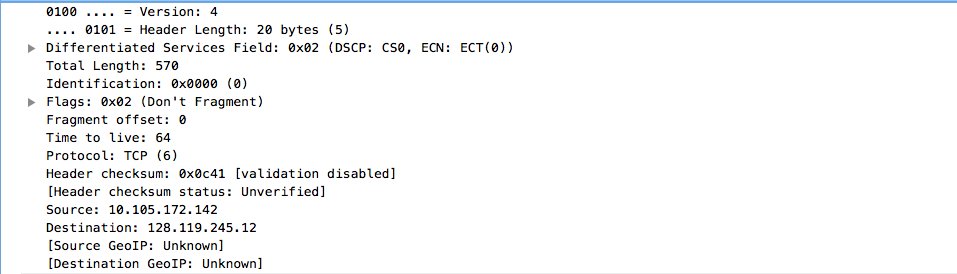 0100 .... = Version: 4
.... 0101 = Header Length: 20 bytes (5)
Differentiated Services Field: 0x02 (DSCP: CS0, ECN: ECT(0))
Total Length: 570
Identification: 0x0000 (0)
Flags: 0x02 (Don't Fragment)
Fragment offset: 0
Time to live: 64
Protocol: TCP (6)
Header checksum: 0x0c41 [validation disabled]
[Header checksum status: Unverified]
Source: 10.105.172.142
Destination: 128.119.245.12
[Source GeoIP: Unknown]
[Destination GeoIP: Unknown]